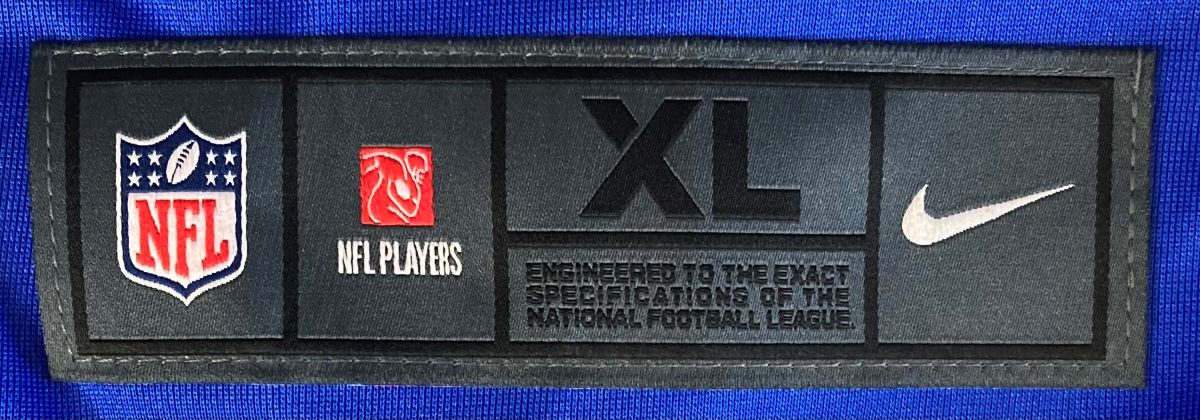 NFL
NFL PLAYERS
XL
ENGINEERED TO THE EXACT
SPECIFICATIONS OF THE
NATIONAL FOOTBALL LEAGUE.